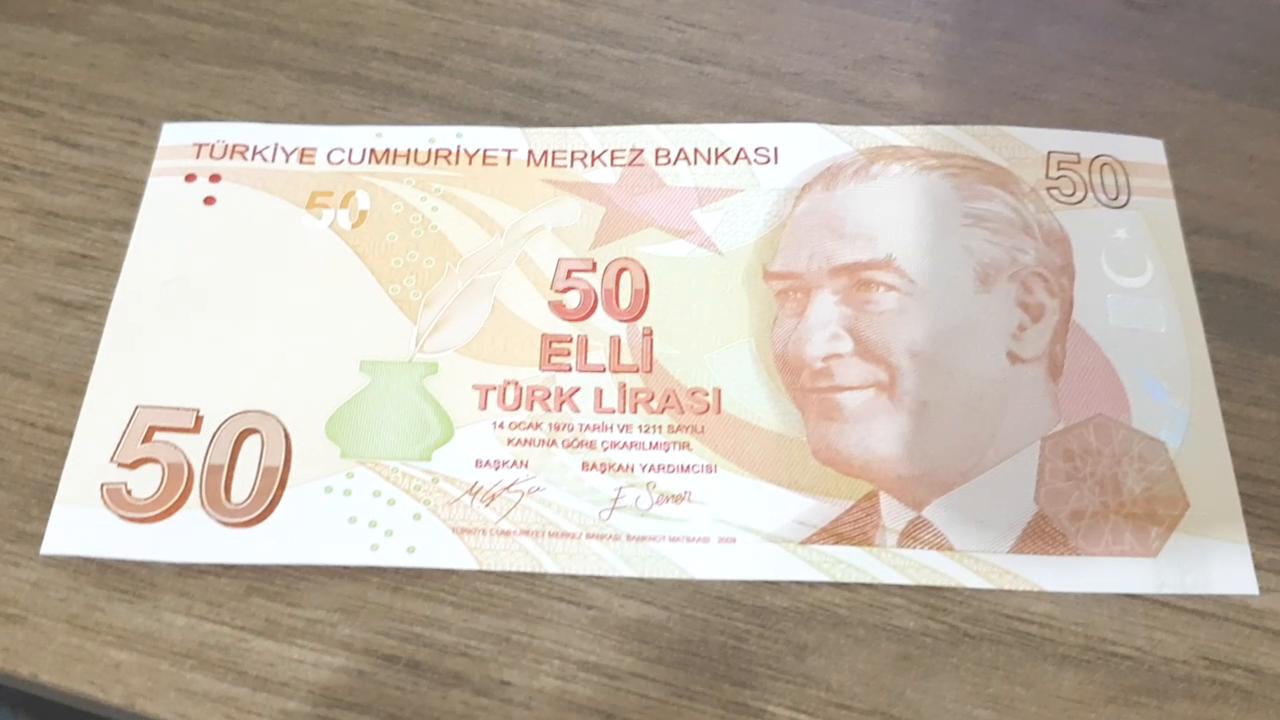 TÜRKİYE CUMHURİYET MERKEZ BANKASI
50
50
50
ELLİ
TÜRK LİRASI
14 OCAK 1970 TARİH VE 1211 SAYILI
KANUNA GÖRE ÇIKARILMIŞTIR.
BAŞKAN BAŞKAN YARDIMCISI
E. Sener
50
TÜRKİYE CUMHURİYET MERKEZ BANKASI BANKNOT MATBAASI 2009